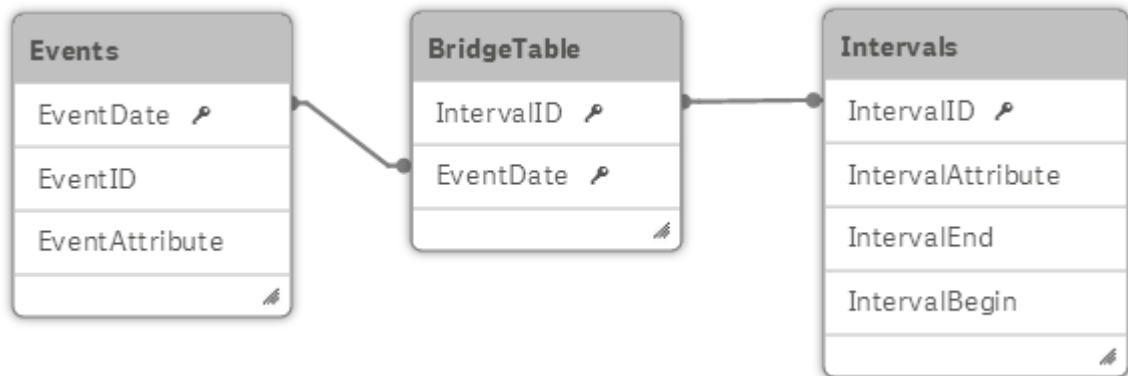 Events
EventDate
EventID
EventAttribute
BridgeTable
IntervalID
EventDate
Intervals
IntervalID
IntervalAttribute
IntervalEnd
IntervalBegin